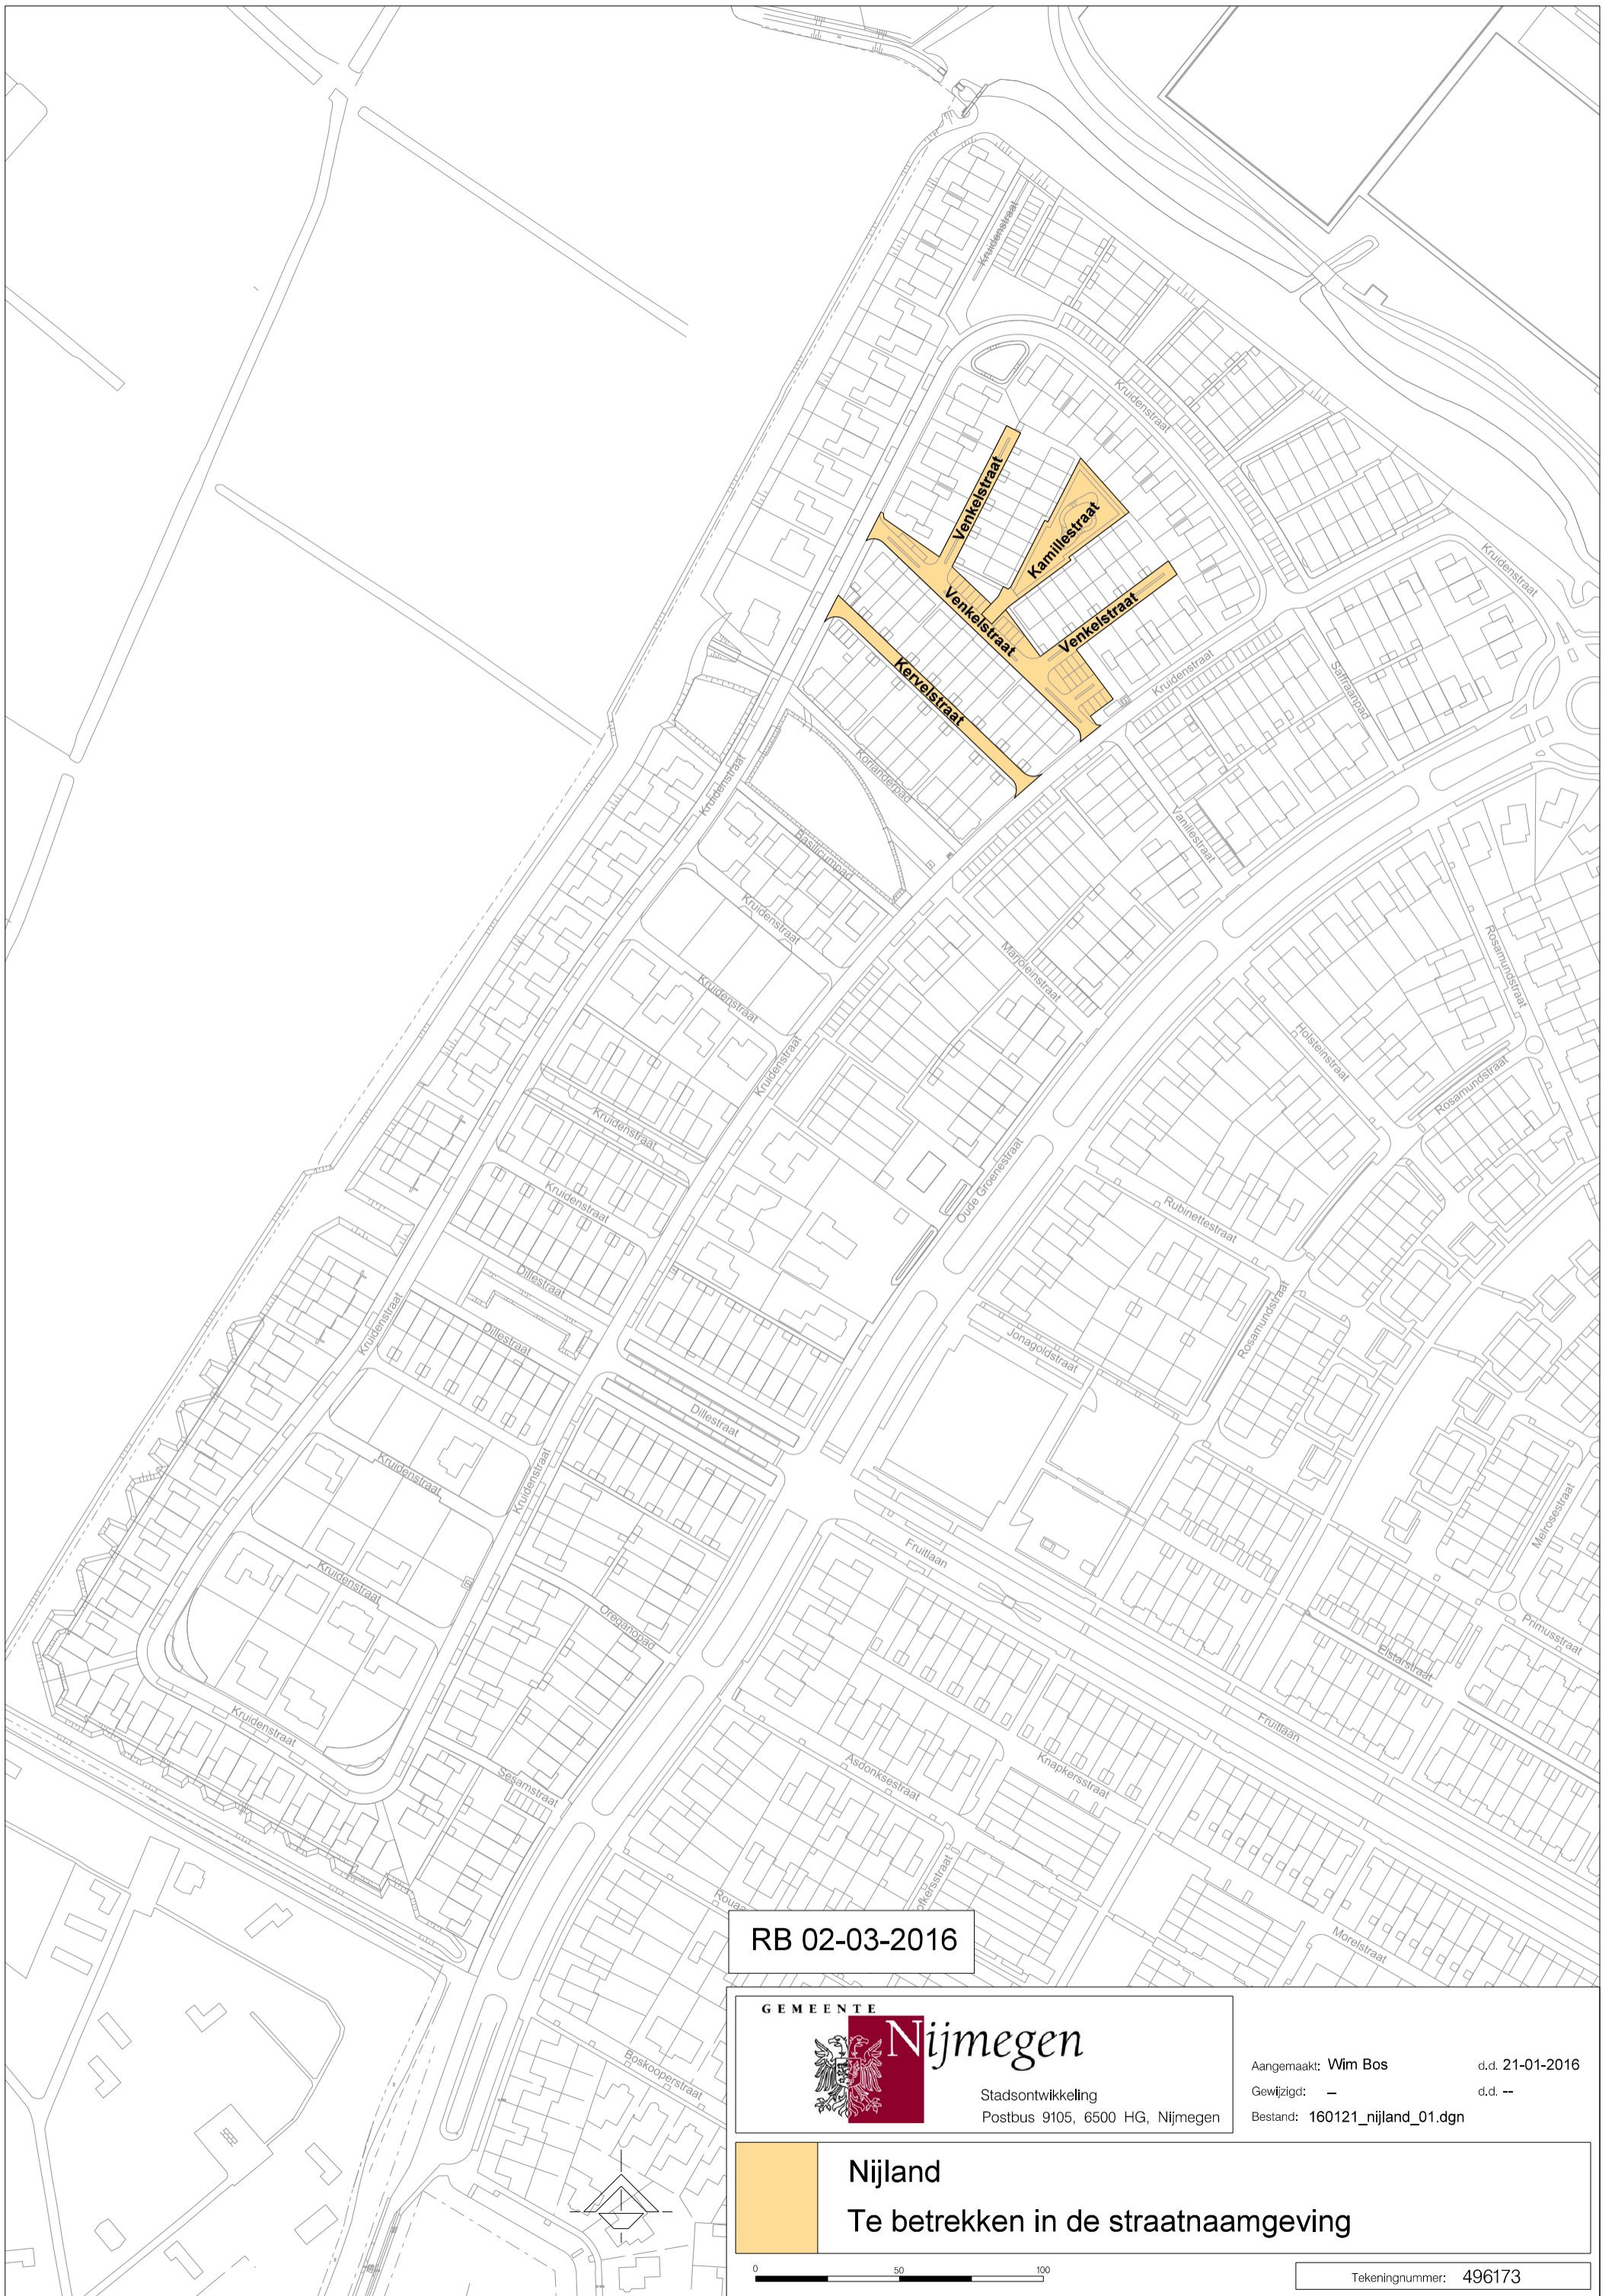 Kruidenstraat
Kruidenstraat
Venkelstraat
Kamillestraat
Kruidenstraat
Venkelstraat
Venkelstraat
Kervelstraat
Kruidenstraat
Saffraanpad
Kruidenstraat
Korianderpad
Basilicumpad
Vanillestraat
Kruidenstraat
Kruidenstraat
Marjoleinstraat
Rosamundstraat
Kruidenstraat
Holsteinstraat
Rosamundstraat
Kruidenstraat
Kruidenstraat
Oude Groenestraat
Rubinettestraat
Dillestraat
Kruidenstraat
Dillestraat
Jonagoldstraat
Rosamundstraat
Dillestraat
Kruidenstraat
Kruidenstraat
Melrosestraat
Fruitlaan
Kruidenstraat
Oreganopad
Primusstraat
Elstarstraat
Kruidenstraat
Fruitlaan
Sesamstraat
Asdonksestraat
Knapkersstraat
Morelstraat
Boskooperstraat
RB 02-03-2016
GEMEENTE
Nijmegen
Stadsontwikkeling
Postbus 9105, 6500 HG, Nijmegen
Aangemaakt: Wim Bos d.d. 21-01-2016
Gewijzigd: – d.d. --
Bestand: 160121_nijland_01.dgn
Nijland
Te betrekken in de straatnaamgeving
0 50 100
Tekeningnummer: 496173